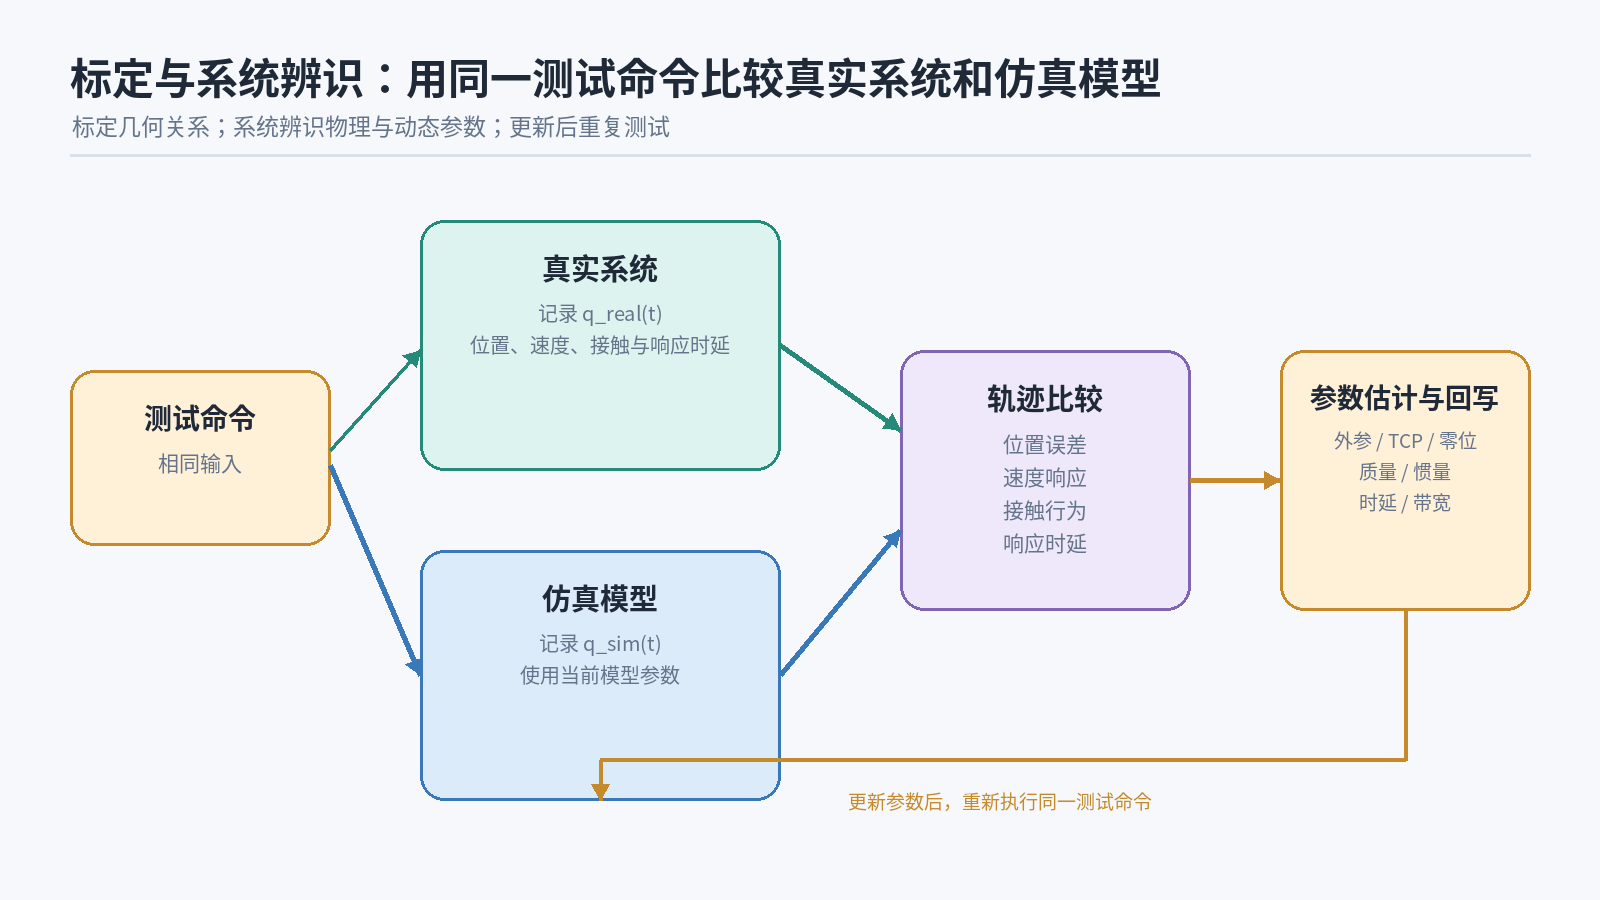 标定与系统辨识：用同一测试命令比较真实系统和仿真模型
标定几何关系；系统辨识物理与动态参数；更新后重复测试
测试命令
相同输入
真实系统
记录 q_real(t)
位置、速度、接触与响应时延
仿真模型
记录 q_sim(t)
使用当前模型参数
轨迹比较
位置误差
速度响应
接触行为
响应时延
参数估计与回写
外参 / TCP / 零位
质量 / 惯量
时延 / 带宽
更新参数后，重新执行同一测试命令